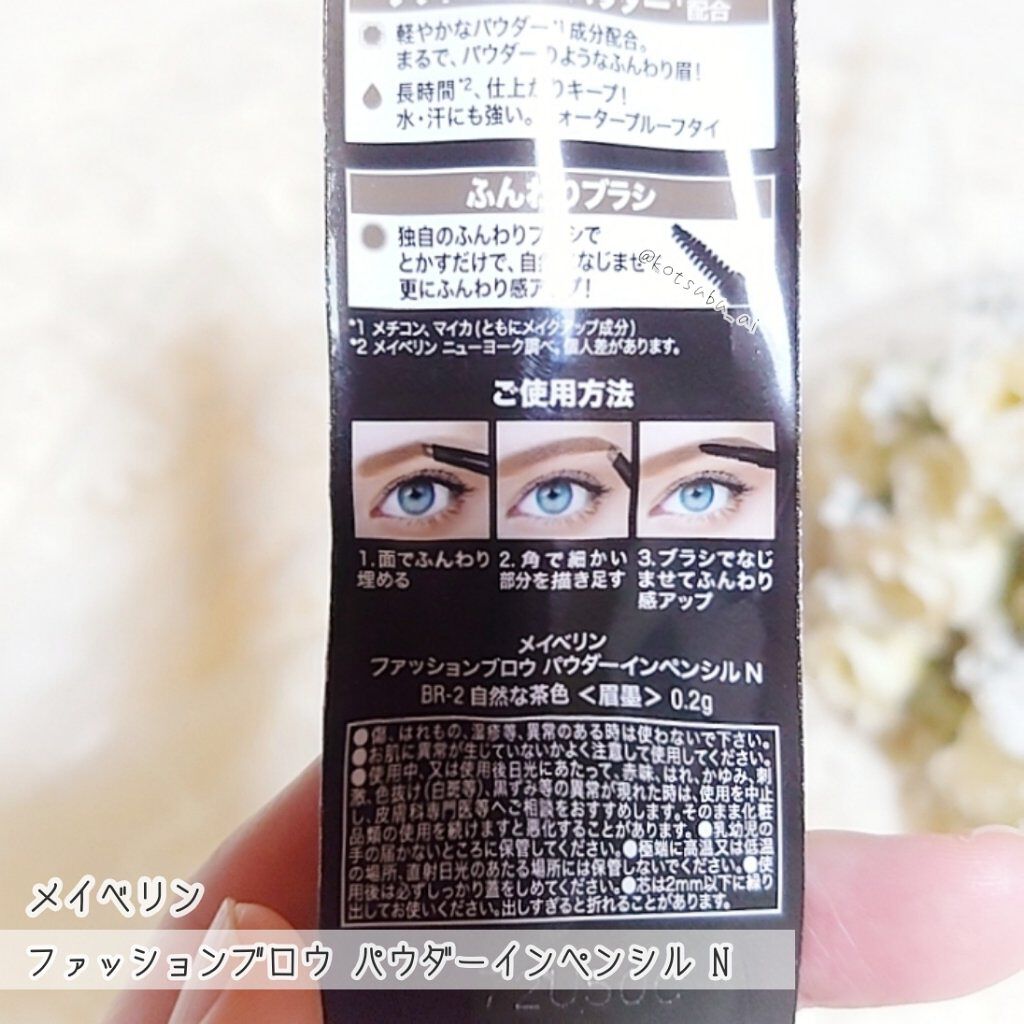 配合
軽やかなパウダー*1成分配合。
まるで、パウダーのようなふんわり眉!
長時間*2、仕上がりキープ!
水・汗にも強い。 ォータープルーフタイ
ふんわりブラシ
独自のふんわりブラシで
とかすだけで、自然になじませ
更にふんわり感アップ!
@kotsubu_ai
*1 メチコン、マイカ(ともにメイクアップ成分)
*2 メイベリン ニューヨーク調べ、個人差があります。
ご使用方法
1.面でふんわり
埋める
2.角で細かい
部分を描き足す
3.ブラシでなじ
ませてふんわり
感アップ
メイベリン
ファッションブロウ パウダーインペンシル N
BR-2 自然な茶色 <眉墨> 0.2g
●傷、はれもの、湿疹等、異常のある時は使わないで下さい。
●お肌に異常が生じていないかよく注意して使用してください。
●使用中、又は使用後日光にあたって、赤味、はれ、かゆみ、刺
激、色抜け(白斑等)、黒ずみ等の異常が現れた時は、使用を中止
し、皮膚科専門医等へご相談をおすすめします。そのまま化粧
品類の使用を続けますと悪化することがあります。●乳幼児の
手の届かないところに保管してください。●極端に高温又は低温
の場所、直射日光のあたる場所には保管しないでください。●使
用後は必ずしっかり蓋をしめてください。●芯は2mm以下に繰り
出してお使いください。出しすぎると折れることがあります。
メイベリン
ファッションブロウ パウダーインペンシル N